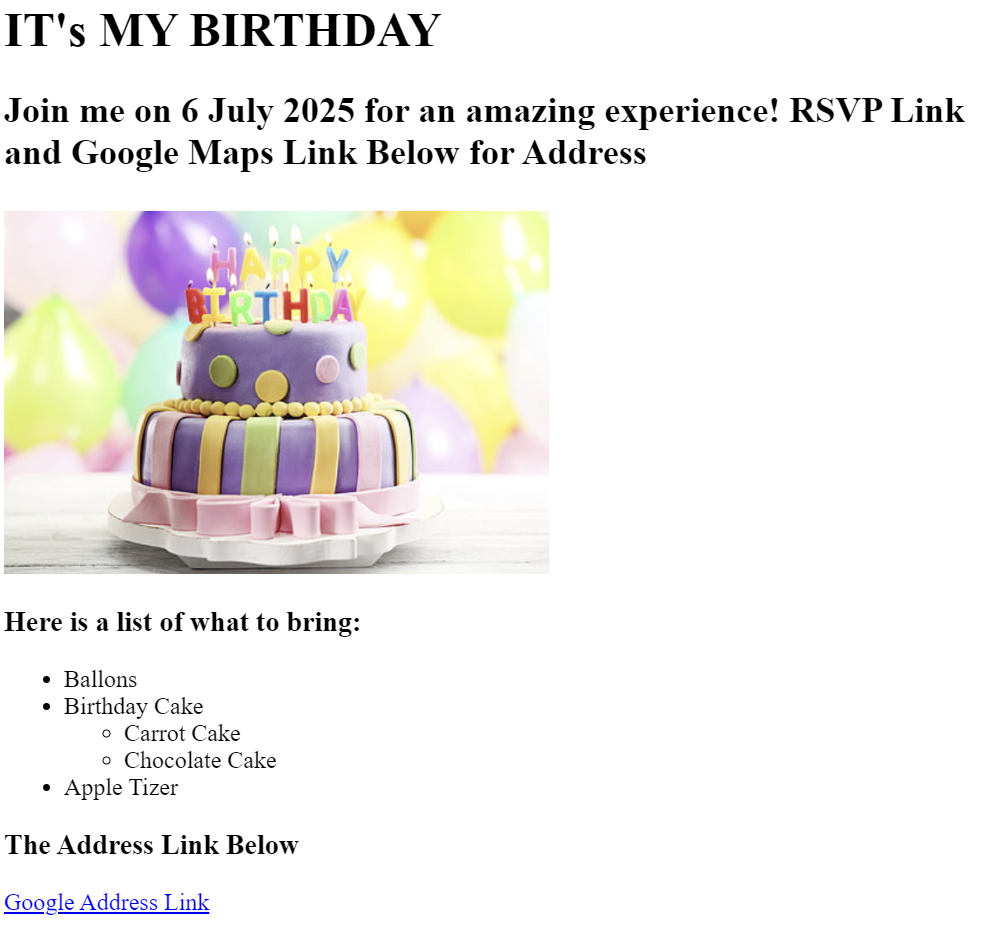 IT's MY BIRTHDAY
Join me on 6 July 2025 for an amazing experience! RSVP Link
and Google Maps Link Below for Address
HAPPY
BIRTHDAY
Here is a list of what to bring:
Ballons
Birthday Cake
Carrot Cake
Chocolate Cake
Apple Tizer
The Address Link Below
Google Address Link